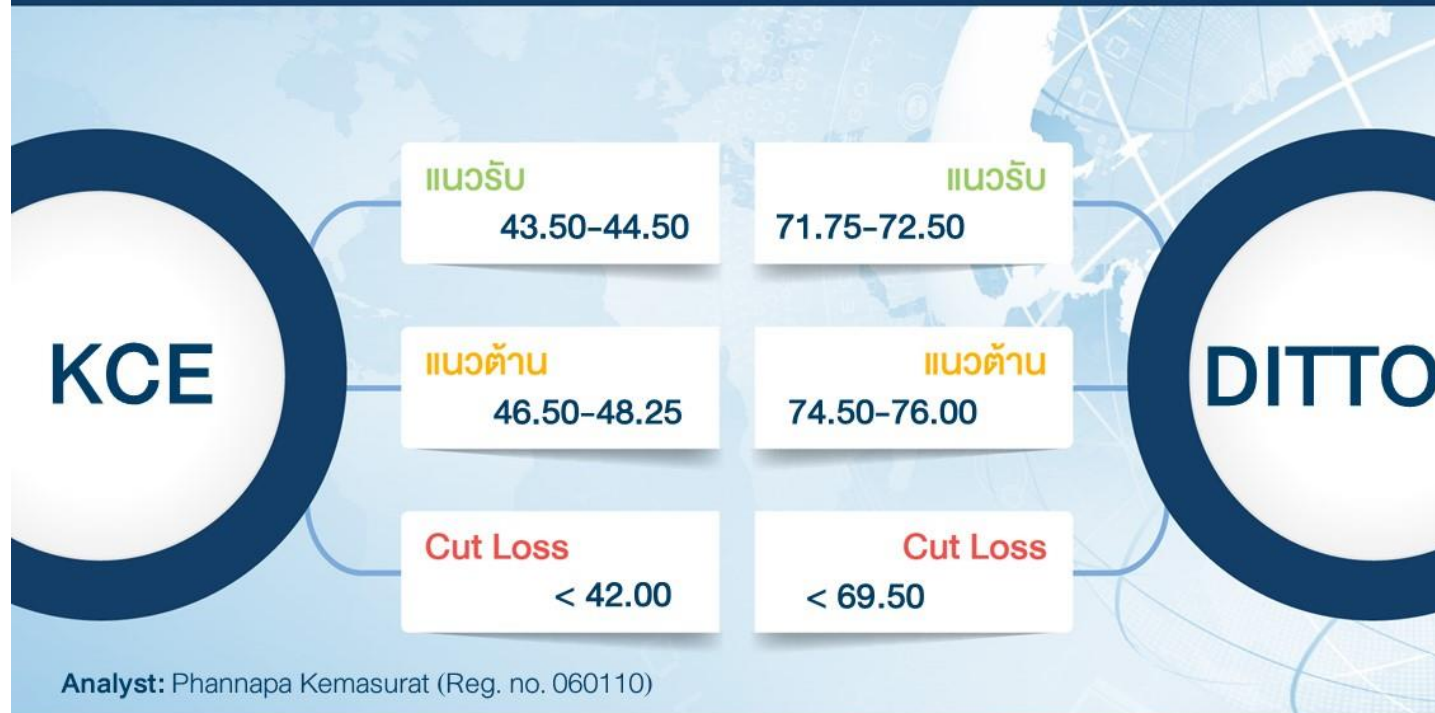 KCE
แนวรับ
43.50-44.50
แนวต้าน
46.50-48.25
Cut Loss
< 42.00
DITTO
แนวรับ
71.75-72.50
แนวต้าน
74.50-76.00
Cut Loss
< 69.50
Analyst: Phannapa Kemasurat (Reg. no. 060110)